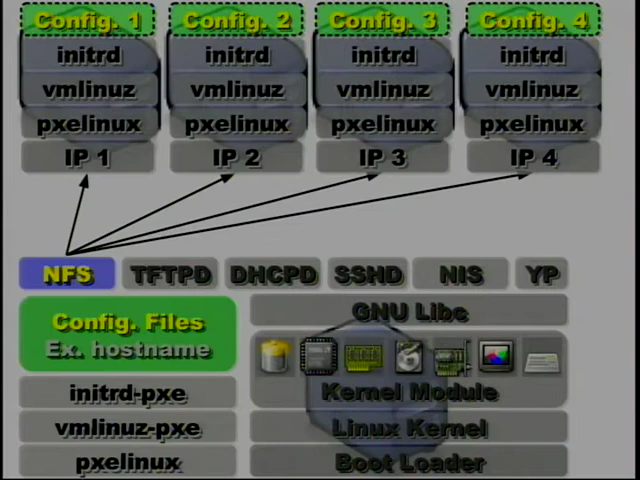 Config. 1 Config. 2 Config. 3 Config. 4
initrd initrd initrd initrd
vmlinuz vmlinuz vmlinuz vmlinuz
pxelinux pxelinux pxelinux pxelinux
IP 1 IP 2 IP 3 IP 4
NFS TFTPD DHCPD SSHD NIS YP
Config. Files
Ex. hostname
initrd-pxe
vmlinuz-pxe
pxelinux
GNU Libc
Kernel Module
Linux Kernel
Boot Loader